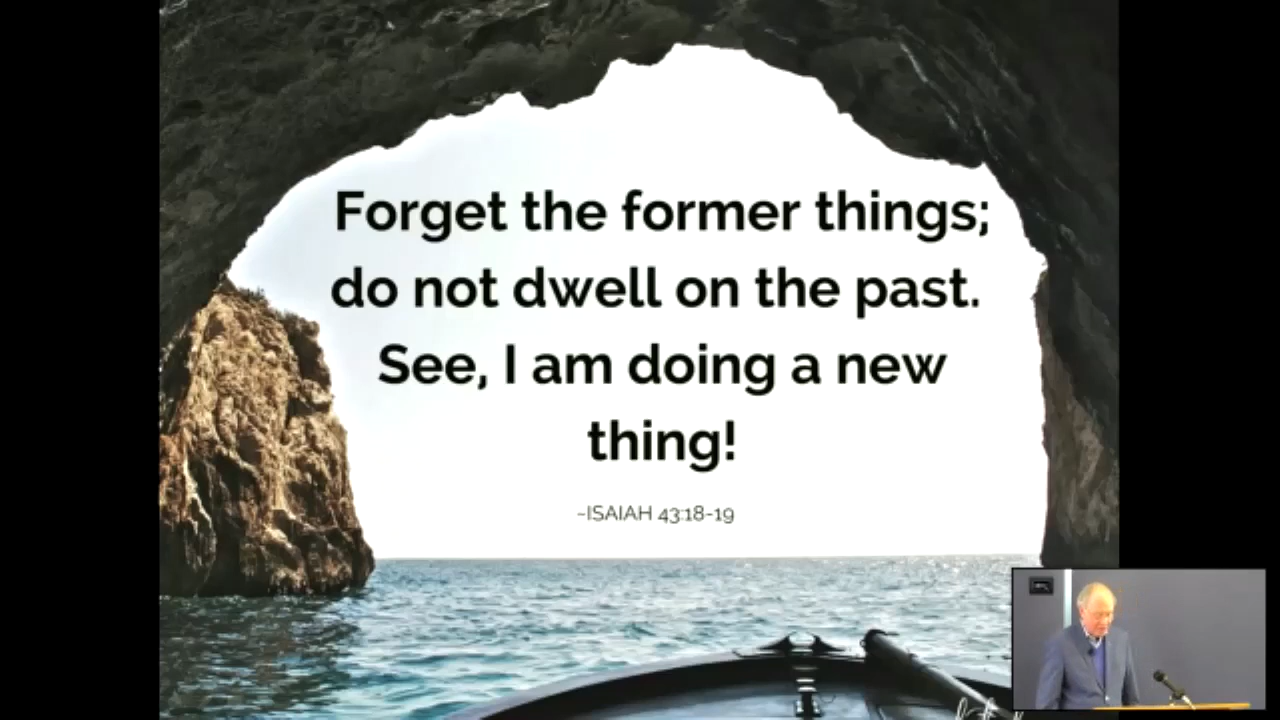 Forget the former things;
do not dwell on the past.
See, I am doing a new
thing!
~ISAIAH 43:18-19